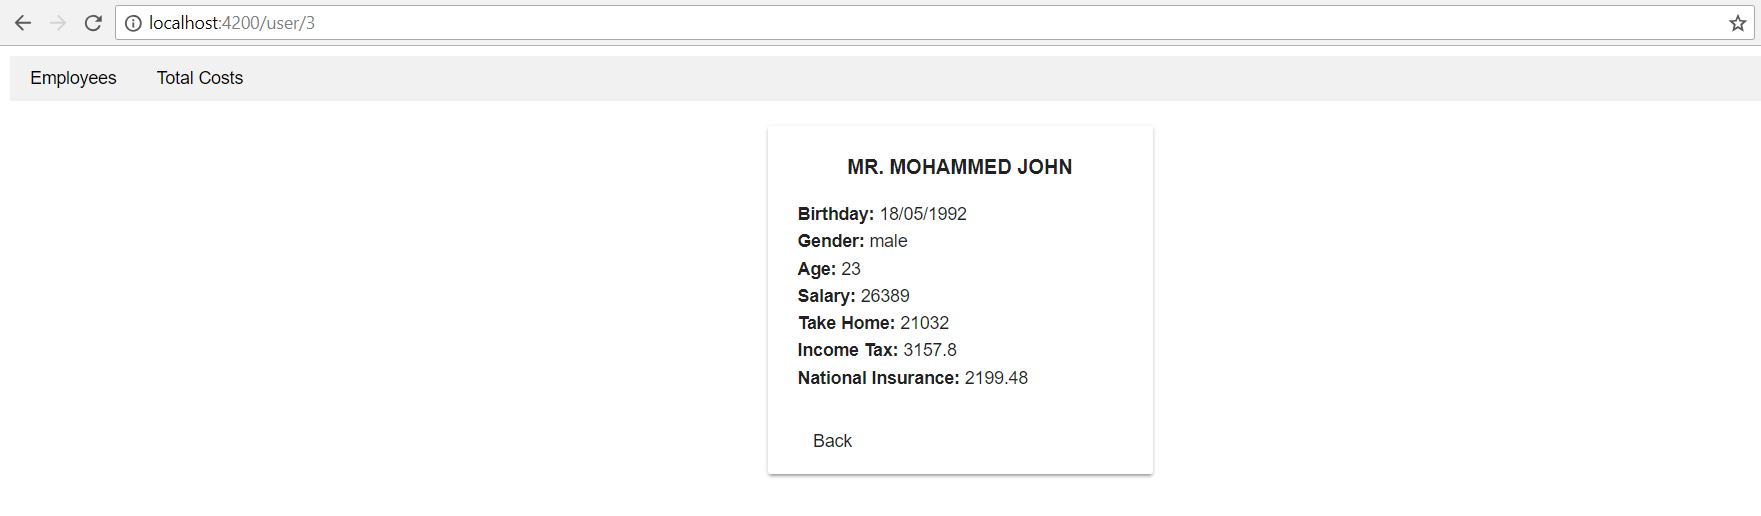 localhost:4200/user/3
Employees Total Costs
MR. MOHAMMED JOHN
Birthday: 18/05/1992
Gender: male
Age: 23
Salary: 26389
Take Home: 21032
Income Tax: 3157.8
National Insurance: 2199.48
Back